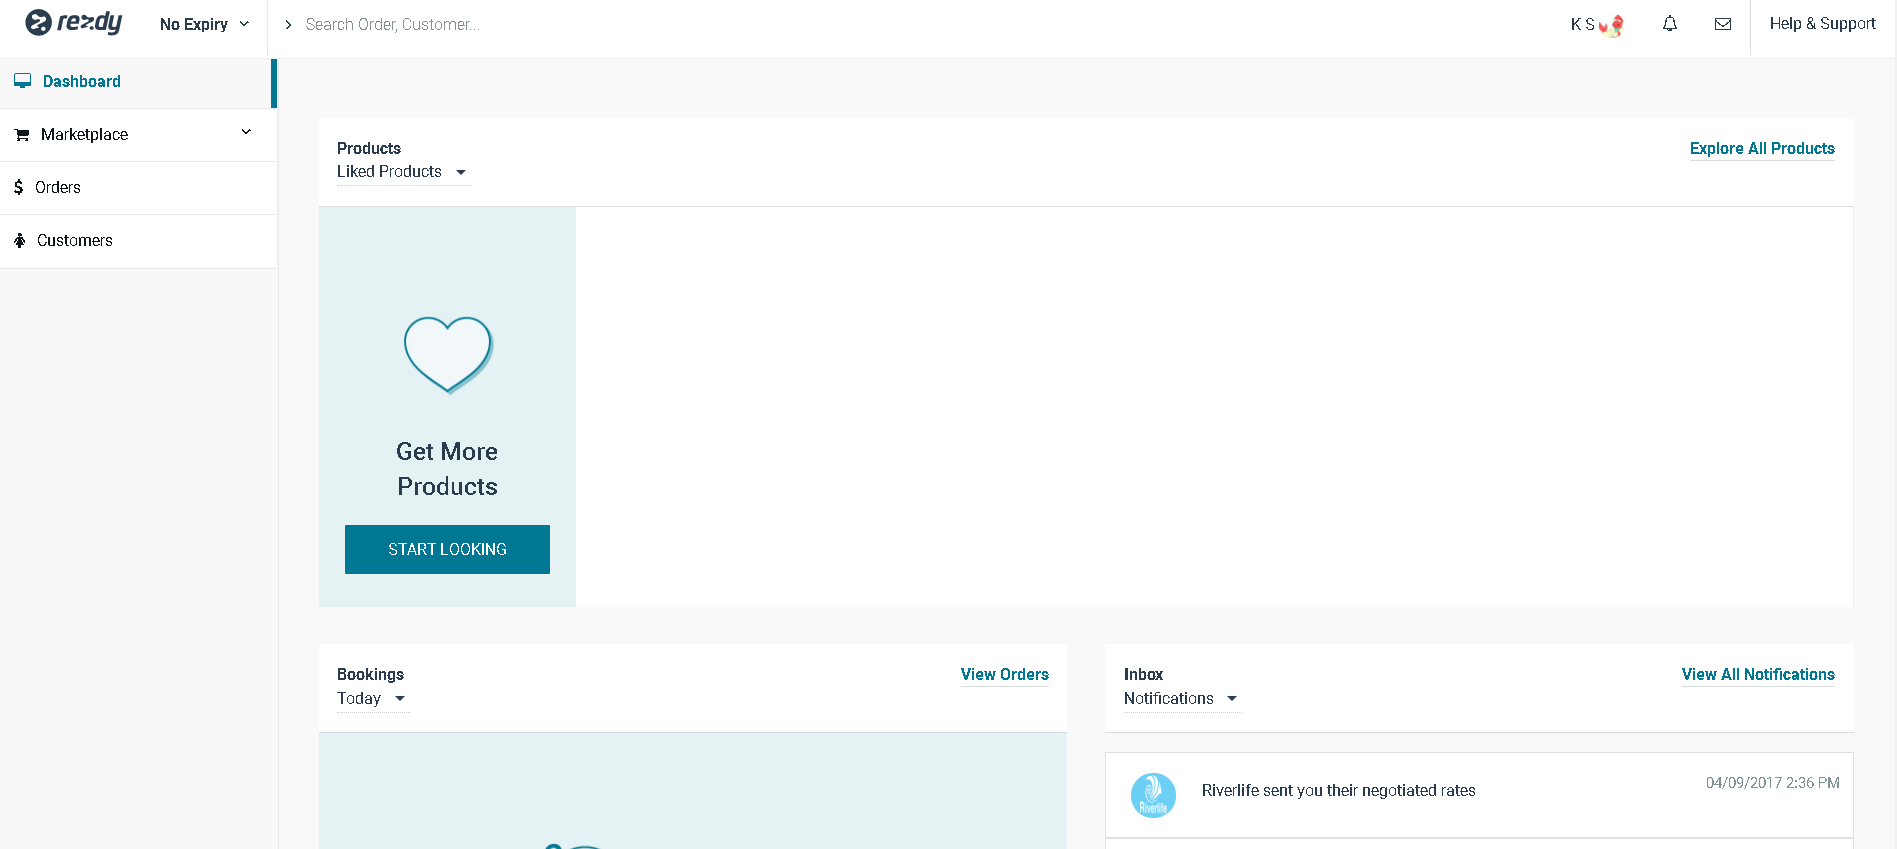 rezdy
No Expiry
Search Order, Customer...
K S
Help & Support
Dashboard
Marketplace
Orders
Customers
Products
Liked Products
Explore All Products
Get More
Products
START LOOKING
Bookings
Today
View Orders
Inbox
Notifications
View All Notifications
Riverlife
Riverlife sent you their negotiated rates
04/09/2017 2:36 PM